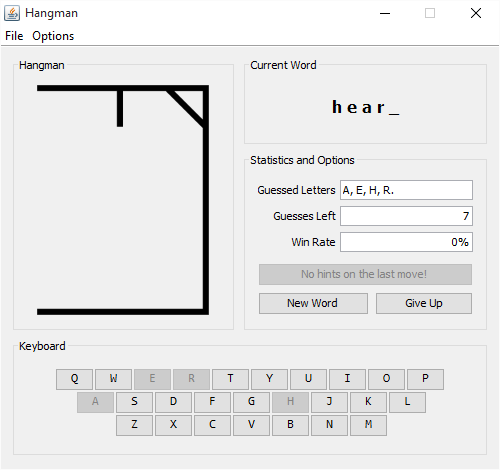 Hangman
File Options
Hangman
Current Word
hear_
Statistics and Options
Guessed Letters A, E, H, R.
Guesses Left 7
Win Rate 0%
No hints on the last move!
New Word Give Up
Keyboard
Q W E R T Y U I O P
A S D F G H J K L
Z X C V B N M